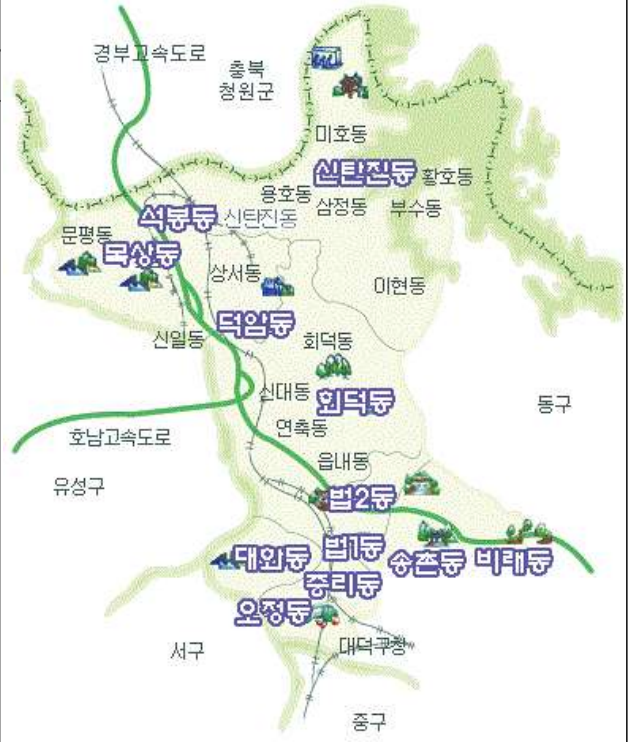 경부고속도로
충북
청원군
미호동
신탄진동
황호동
용호동
삼정동
부수동
석봉동
신탄진동
문평동
목상동
상서동
이현동
덕암동
신일동
회덕동
신대동
회덕동
동구
연축동
호남고속도로
읍내동
유성구
법2동
법1동
대화동
송촌동
비래동
중리동
오정동
대덕구청
서구
중구